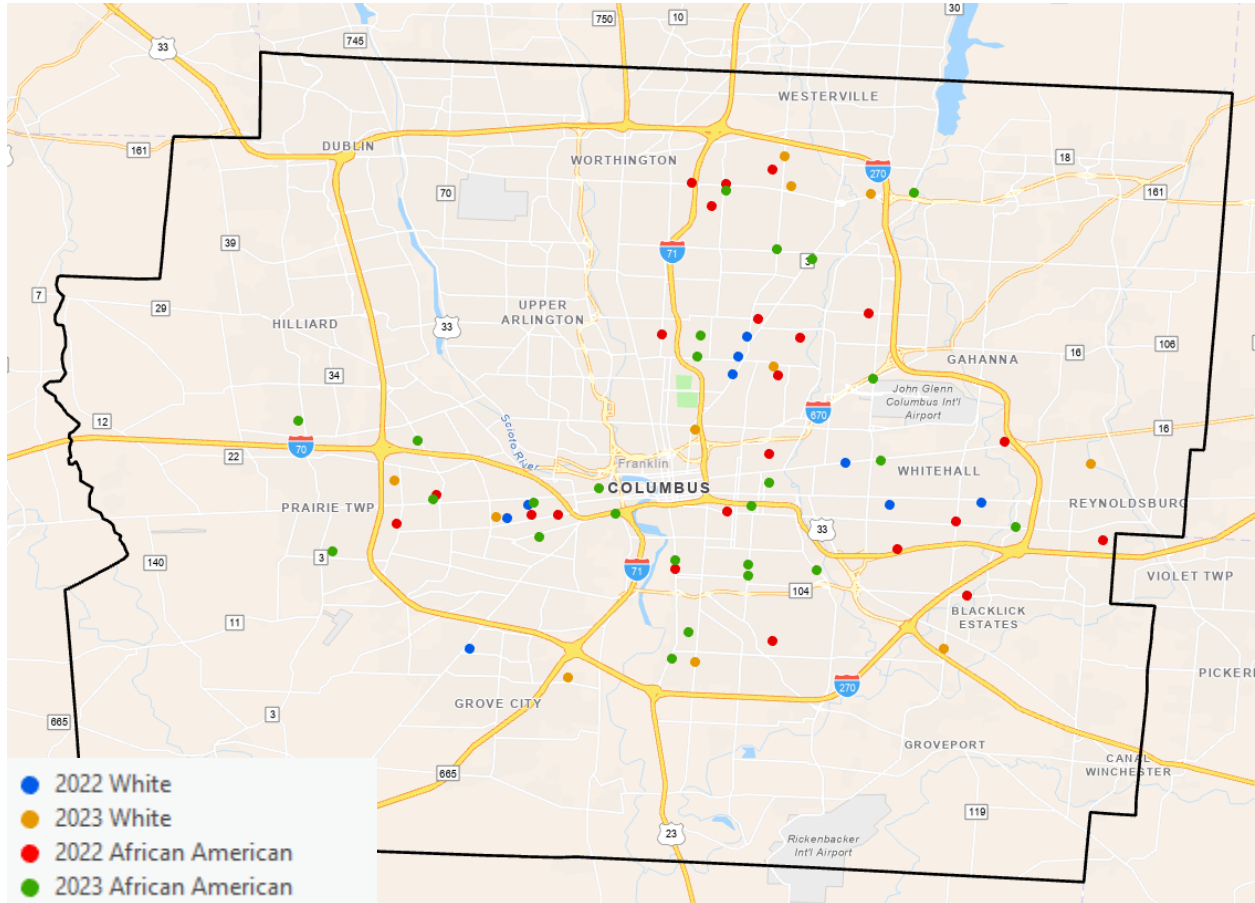 750
10
30
745
33
WESTERVILLE
161
DUBLIN
WORTHINGTON
18
270
70
161
39
71
3
7
29
UPPER
ARLINGTON
HILLIARD
33
106
16
GAHANNA
34
John Glenn
Columbus Int'l
Airport
670
12
Scioto River
16
70
22
Franklin
WHITEHALL
COLUMBUS
REYNOLDSBURG
PRAIRIE TWP
33
3
140
71
104
VIOLET TWP
BLACKLICK
ESTATES
11
PICKERI
270
GROVE CITY
3
665
GROVEPORT
CANAL
WINCHESTER
665
2022 White
119
2023 White
23
Rickenbacker
Int'l Airport
2022 African American
2023 African American